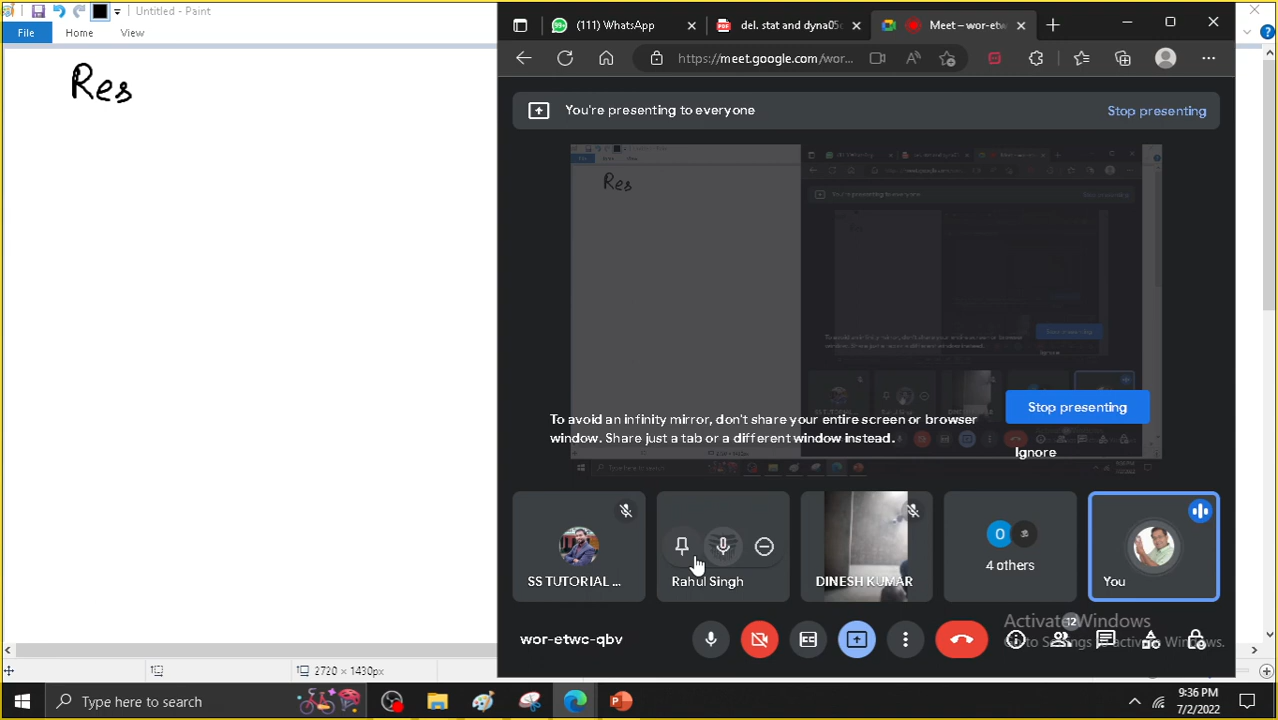 Untitled - Paint
File Home View
Res
(111) WhatsApp
del. stat and dyna05
Meet – wor-etw
https://meet.google.com/wor...
You're presenting to everyone
Stop presenting
Res
To avoid an infinity mirror, don't share your entire screen or browser
window. Share just a tab or a different window instead.
Stop presenting
Ignore
SS TUTORIAL ...
Rahul Singh
DINESH KUMAR
O
4 others
You
Activate Windows
Go to Settings to activate Windows.
wor-etwc-qbv
12
2720 × 1430px
Type here to search
9:36 PM
7/2/2022